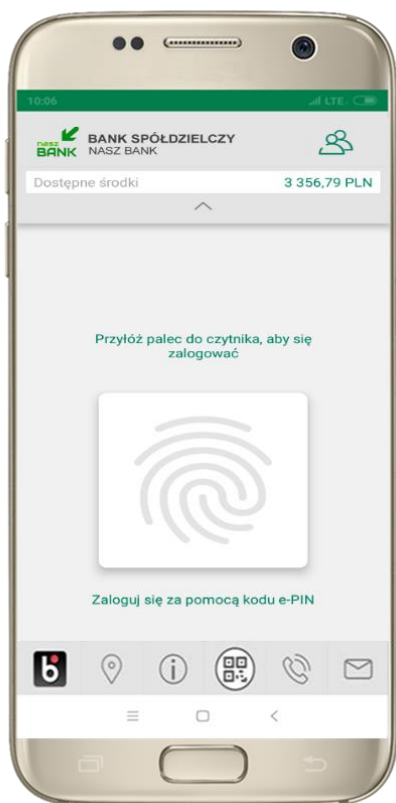 10:06
LTE
nasz
BANK
BANK SPÓŁDZIELCZY
NASZ BANK
Dostępne środki 3 356,79 PLN
Przyłóż palec do czytnika, aby się
zalogować
Zaloguj się za pomocą kodu e-PIN
b